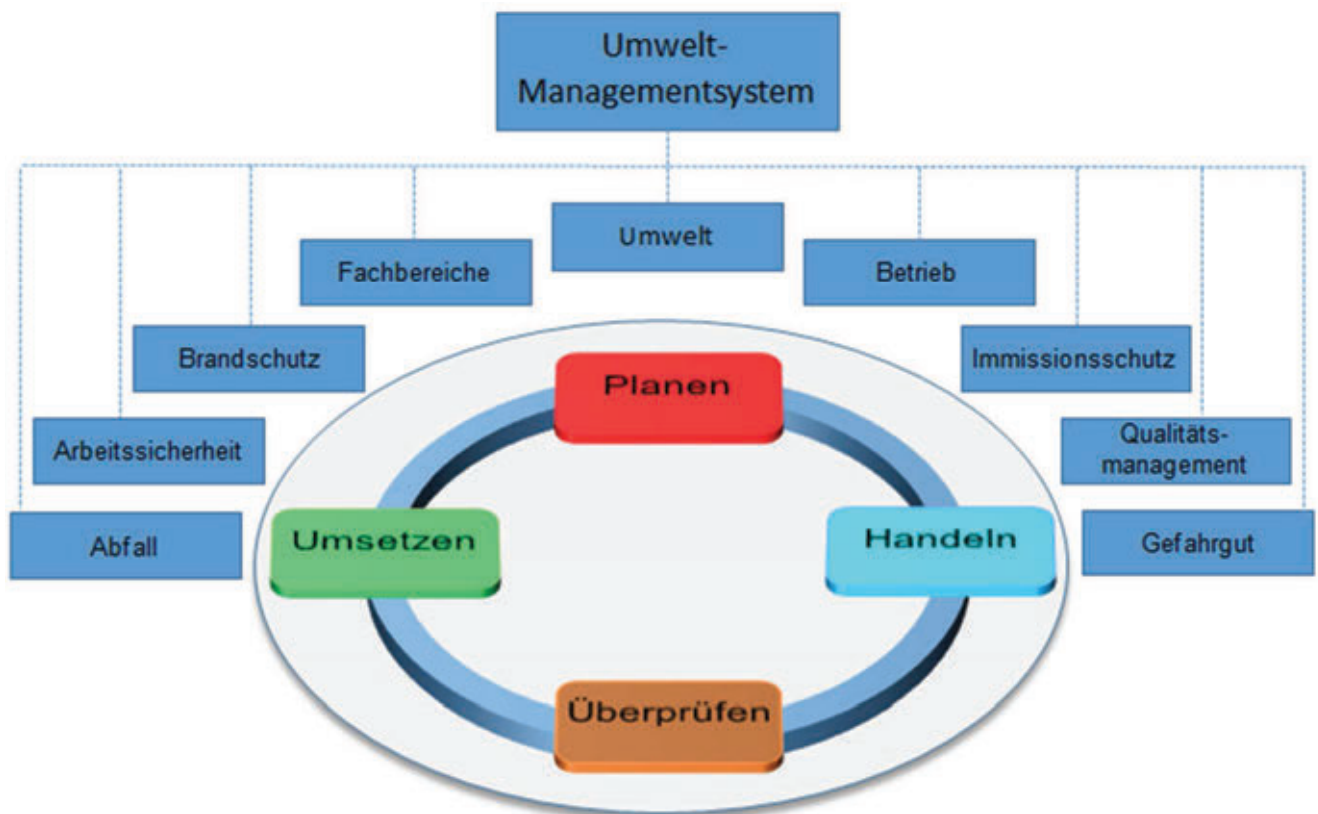 Umwelt-
Managementsystem
Umwelt
Fachbereiche
Betrieb
Brandschutz
Immissionsschutz
Planen
Arbeitssicherheit
Qualitäts-
management
Abfall
Umsetzen
Handeln
Gefahrgut
Überprüfen